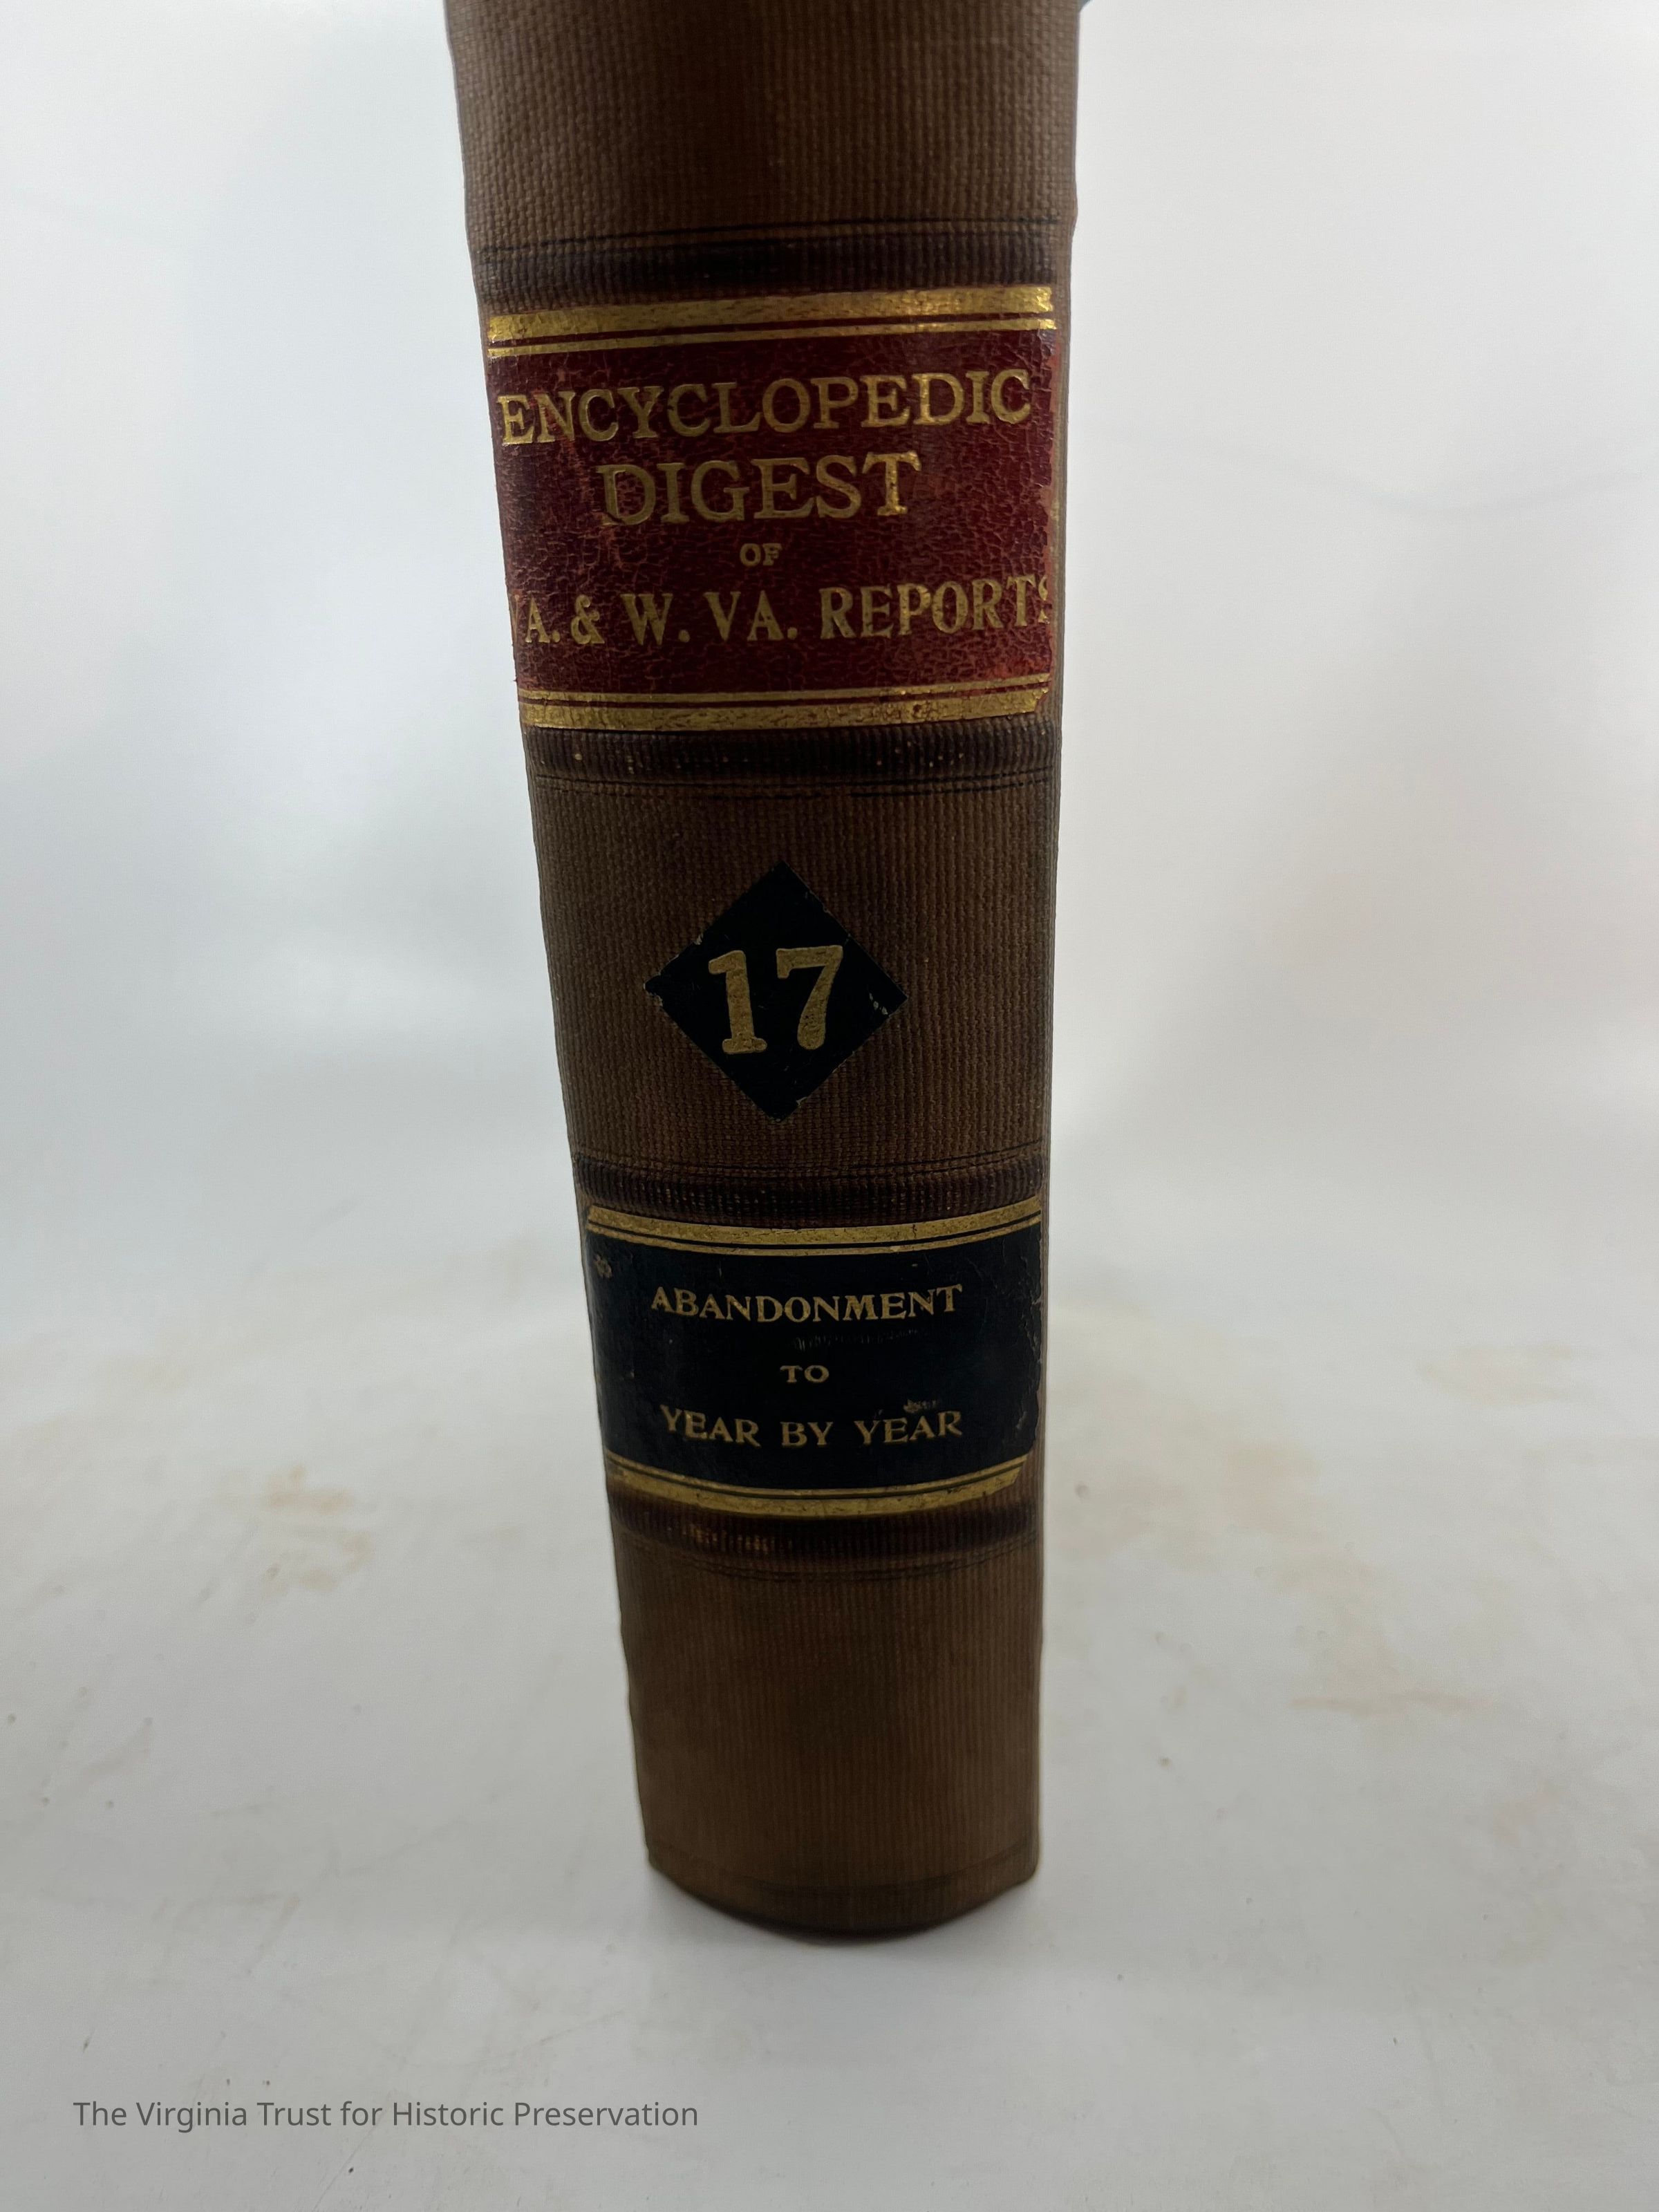 ENCYCLOPEDIC
DIGEST
OF
VA. & W. VA. REPORTS
17
ABANDONMENT
TO
YEAR BY YEAR
The Virginia Trust for Historic Preservation